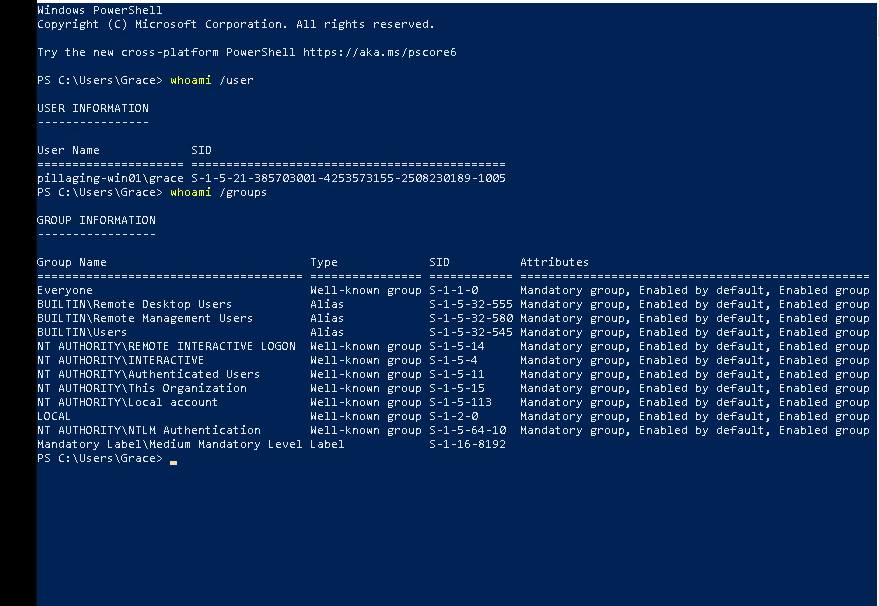 Windows PowerShell
Copyright (C) Microsoft Corporation. All rights reserved.
Try the new cross-platform PowerShell https://aka.ms/pscore6
PS C:\Users\Grace> whoami /user
USER INFORMATION
----------------
User Name             SID
===================== =============================================
pillaging-win01\grace S-1-5-21-385703001-4253573155-2508230189-1005
PS C:\Users\Grace> whoami /groups
GROUP INFORMATION
-----------------
Group Name                             Type             SID          Attributes
====================================== ================ ============ ==================================================
Everyone                               Well-known group S-1-1-0      Mandatory group, Enabled by default, Enabled group
BUILTIN\Remote Desktop Users           Alias            S-1-5-32-555 Mandatory group, Enabled by default, Enabled group
BUILTIN\Remote Management Users        Alias            S-1-5-32-580 Mandatory group, Enabled by default, Enabled group
BUILTIN\Users                          Alias            S-1-5-32-545 Mandatory group, Enabled by default, Enabled group
NT AUTHORITY\REMOTE INTERACTIVE LOGON  Well-known group S-1-5-14     Mandatory group, Enabled by default, Enabled group
NT AUTHORITY\INTERACTIVE               Well-known group S-1-5-4      Mandatory group, Enabled by default, Enabled group
NT AUTHORITY\Authenticated Users       Well-known group S-1-5-11     Mandatory group, Enabled by default, Enabled group
NT AUTHORITY\This Organization         Well-known group S-1-5-15     Mandatory group, Enabled by default, Enabled group
NT AUTHORITY\Local account             Well-known group S-1-5-113    Mandatory group, Enabled by default, Enabled group
LOCAL                                  Well-known group S-1-2-0      Mandatory group, Enabled by default, Enabled group
NT AUTHORITY\NTLM Authentication       Well-known group S-1-5-64-10  Mandatory group, Enabled by default, Enabled group
Mandatory Label\Medium Mandatory Level Label            S-1-16-8192
PS C:\Users\Grace>